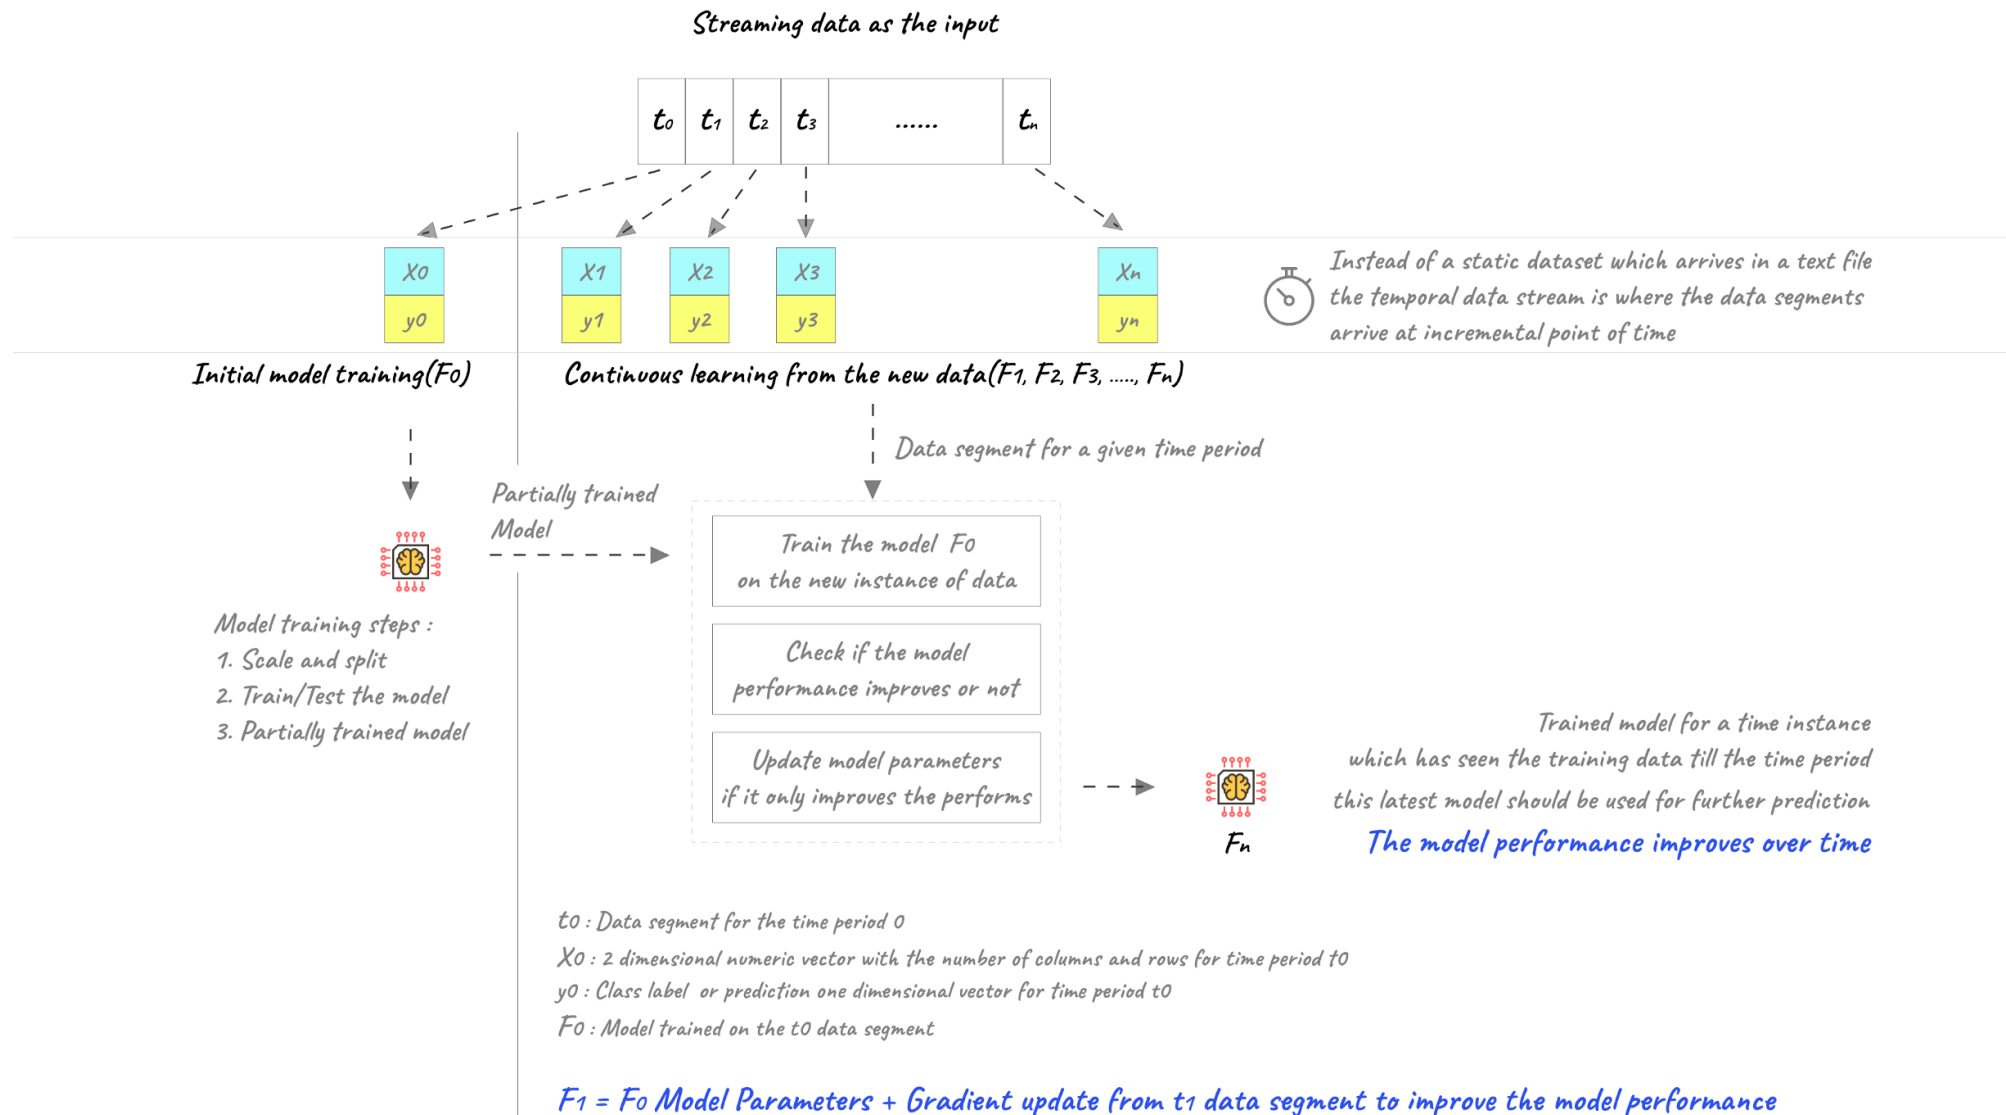 Streaming data as the input
t0 t1 t2 t3 ...... tn
X0 X1 X2 X3 Xn
y0 y1 y2 y3 yn
Instead of a static dataset which arrives in a text file
the temporal data stream is where the data segments
arrive at incremental point of time
Initial model training(F0)
Continuous learning from the new data(F1, F2, F3, ....., Fn)
Data segment for a given time period
Partially trained
Model
Train the model F0
on the new instance of data
Check if the model
performance improves or not
Update model parameters
if it only improves the performs
Model training steps :
1. Scale and split
2. Train/Test the model
3. Partially trained model
Fn
Trained model for a time instance
which has seen the training data till the time period
this latest model should be used for further prediction
The model performance improves over time
t0 : Data segment for the time period 0
X0 : 2 dimensional numeric vector with the number of columns and rows for time period t0
y0 : Class label or prediction one dimensional vector for time period t0
F0 : Model trained on the t0 data segment
F1 = F0 Model Parameters + Gradient update from t1 data segment to improve the model performance